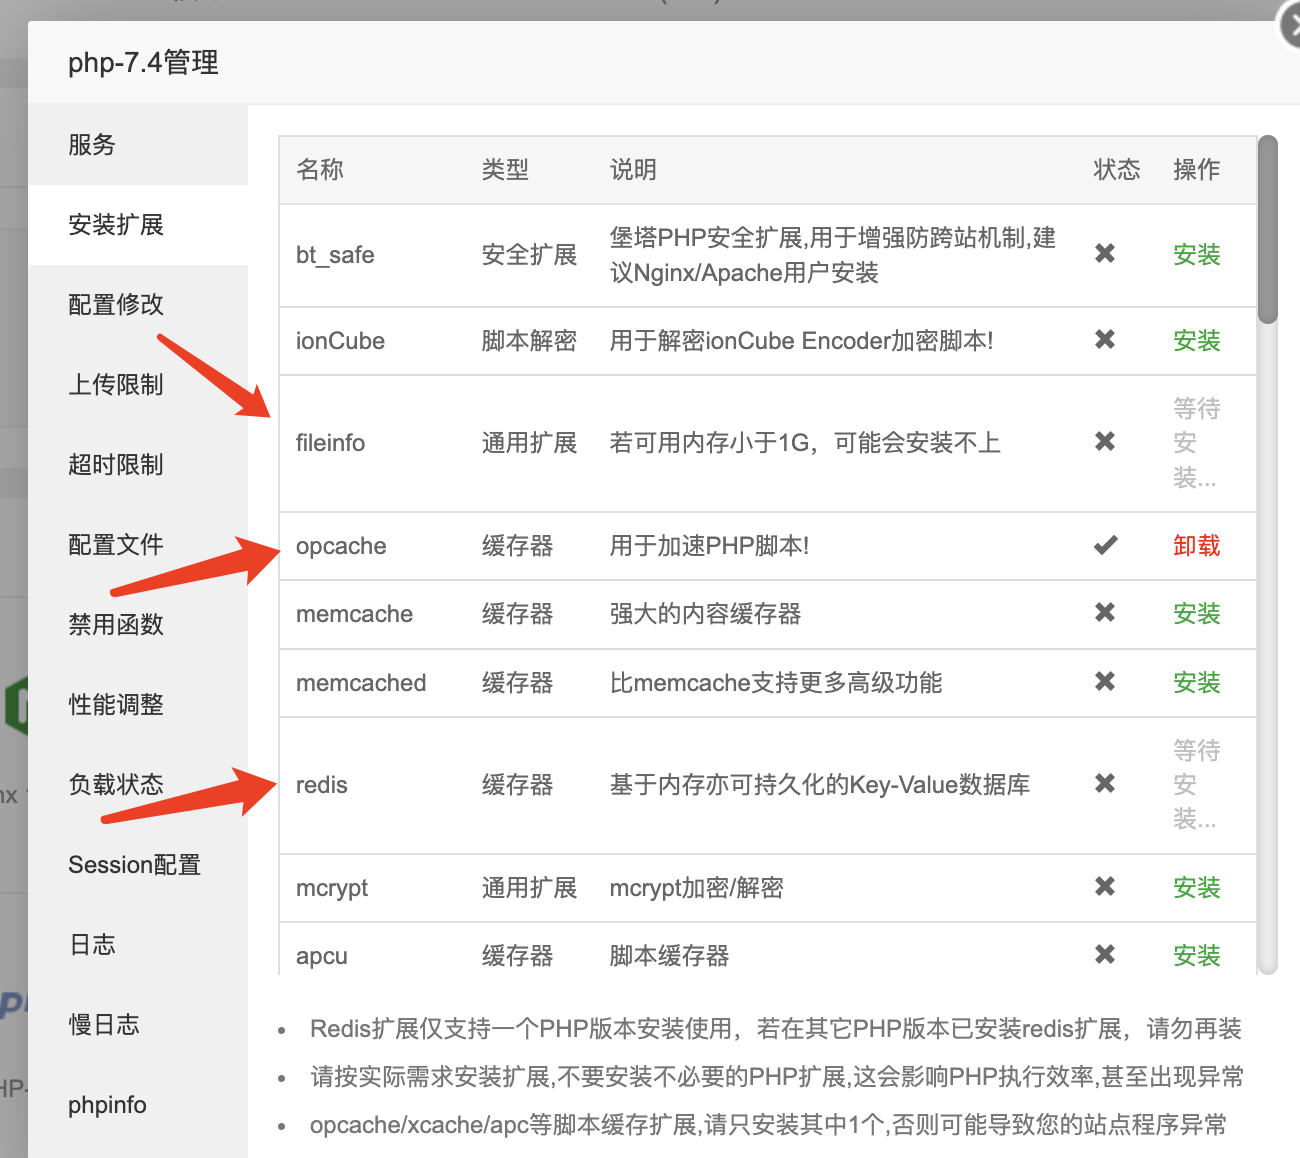 php-7.4管理
服务
安装扩展
配置修改
上传限制
超时限制
配置文件
禁用函数
性能调整
负载状态
Session配置
日志
慢日志
phpinfo
名称 类型 说明 状态 操作
bt_safe 安全扩展 堡塔PHP安全扩展,用于增强防跨站机制,建
议Nginx/Apache用户安装 ✖ 安装
ionCube 脚本解密 用于解密ionCube Encoder加密脚本! ✖ 安装
fileinfo 通用扩展 若可用内存小于1G，可能会安装不上 ✖ 等待
安
装...
opcache 缓存器 用于加速PHP脚本! ✔ 卸载
memcache 缓存器 强大的内容缓存器 ✖ 安装
memcached 缓存器 比memcache支持更多高级功能 ✖ 安装
redis 缓存器 基于内存亦可持久化的Key-Value数据库 ✖ 等待
安
装...
mcrypt 通用扩展 mcrypt加密/解密 ✖ 安装
apcu 缓存器 脚本缓存器 ✖ 安装
• Redis扩展仅支持一个PHP版本安装使用，若在其它PHP版本已安装redis扩展，请勿再装
• 请按实际需求安装扩展,不要安装不必要的PHP扩展,这会影响PHP执行效率,甚至出现异常
• opcache/xcache/apc等脚本缓存扩展,请只安装其中1个,否则可能导致您的站点程序异常